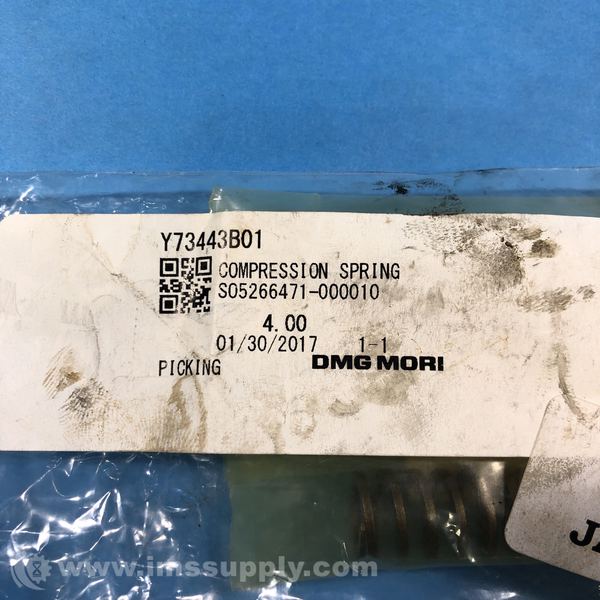 Y73443B01
COMPRESSION SPRING
S05266471-000010
4.00
01/30/2017 1-1
PICKING DMG MORI
www.imssupply.com